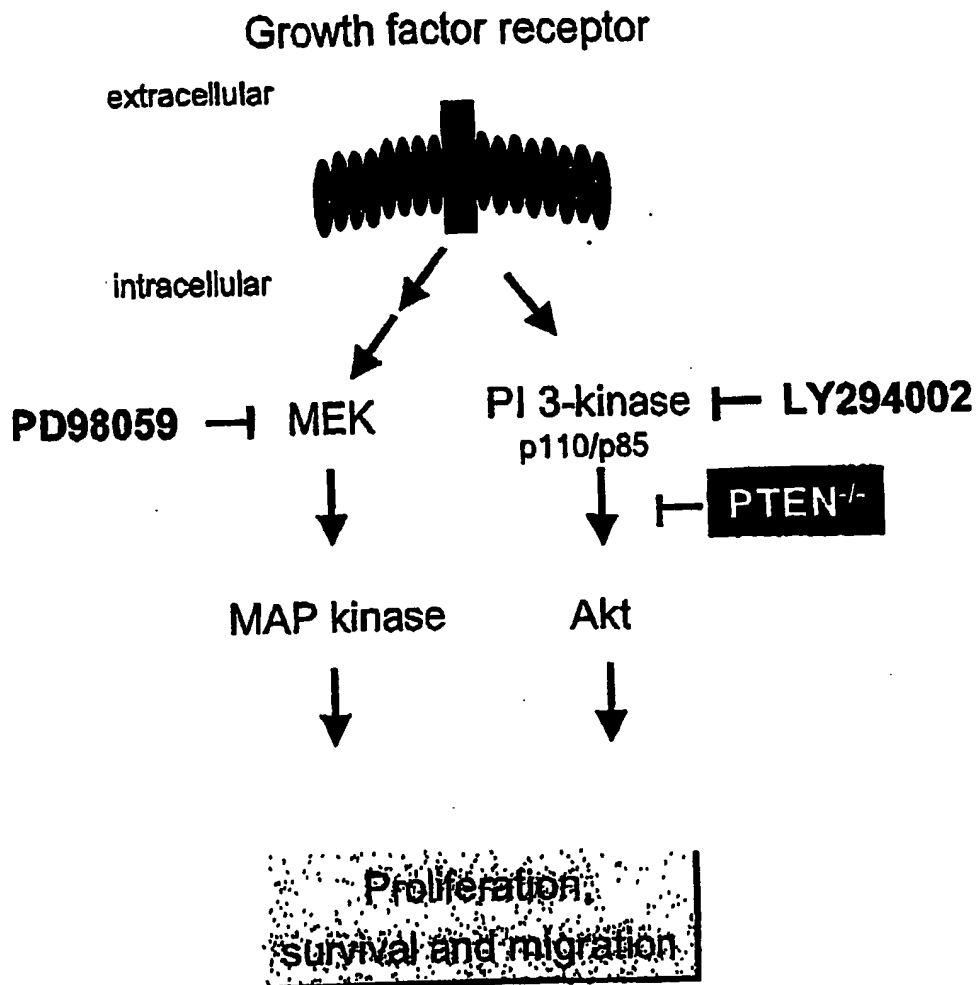 Growth factor receptor
extracellular
intracellular
PD98059
MEK
PI 3-kinase
p110/p85
LY294002
PTEN-/-
MAP kinase
Akt
Proliferation,
survival and migration